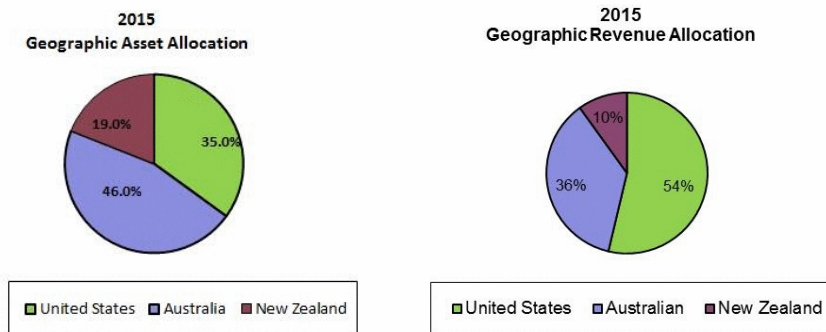 2015
Geographic Asset Allocation
19.0%
35.0%
46.0%
United States Australia New Zealand
2015
Geographic Revenue Allocation
10%
36%
54%
United States Australian New Zealand